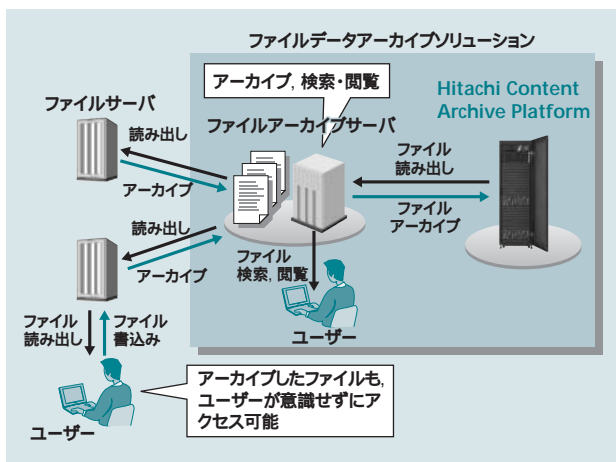 ファイルデータアーカイブソリューション
アーカイブ, 検索・閲覧
Hitachi Content
Archive Platform
ファイルサーバ
ファイルアーカイブサーバ
読み出し
アーカイブ
ファイル
読み出し
ファイル
アーカイブ
読み出し
アーカイブ
ファイル
検索, 閲覧
ユーザー
ファイル
読み出し
ファイル
書込み
アーカイブしたファイルも,
ユーザーが意識せずにア
クセス可能
ユーザー